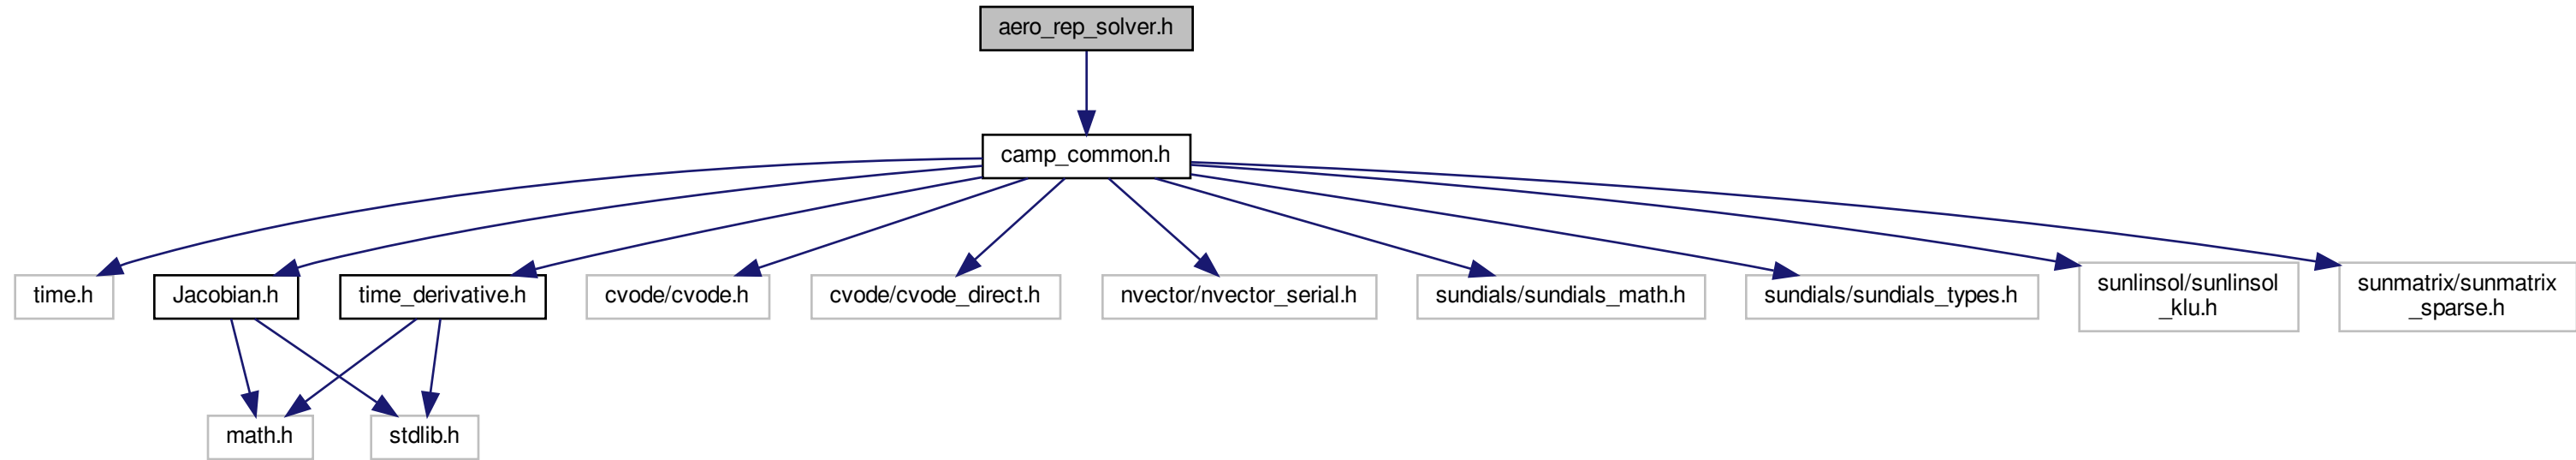 aero_rep_solver.h
camp_common.h
time.h
Jacobian.h
time_derivative.h
cvode/cvode.h
cvode/cvode_direct.h
nvector/nvector_serial.h
sundials/sundials_math.h
sundials/sundials_types.h
sunlinsol/sunlinsol
_klu.h
sunmatrix/sunmatrix
_sparse.h
math.h
stdlib.h